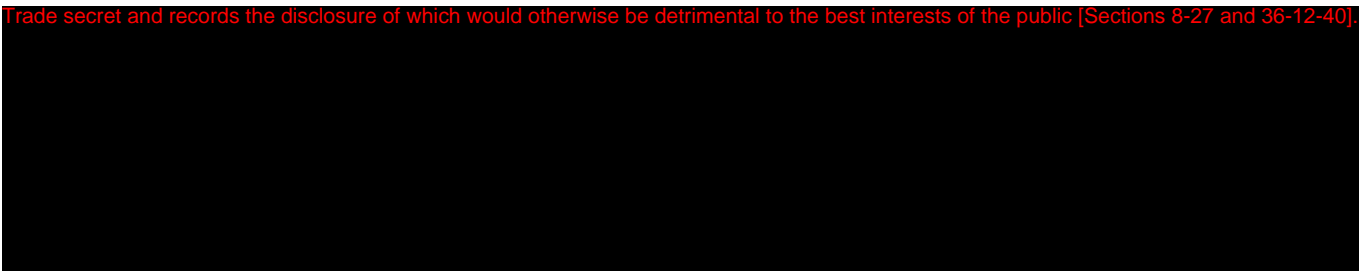 Trade secret and records the disclosure of which would otherwise be detrimental to the best interests of the public [Sections 8-27 and 36-12-40].